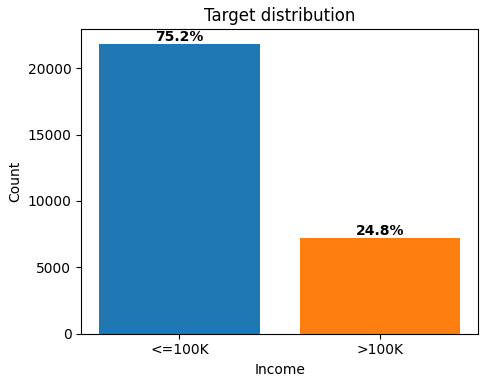 Target distribution
75.2%
24.8%
Count
20000
15000
10000
5000
0
<=100K
>100K
Income